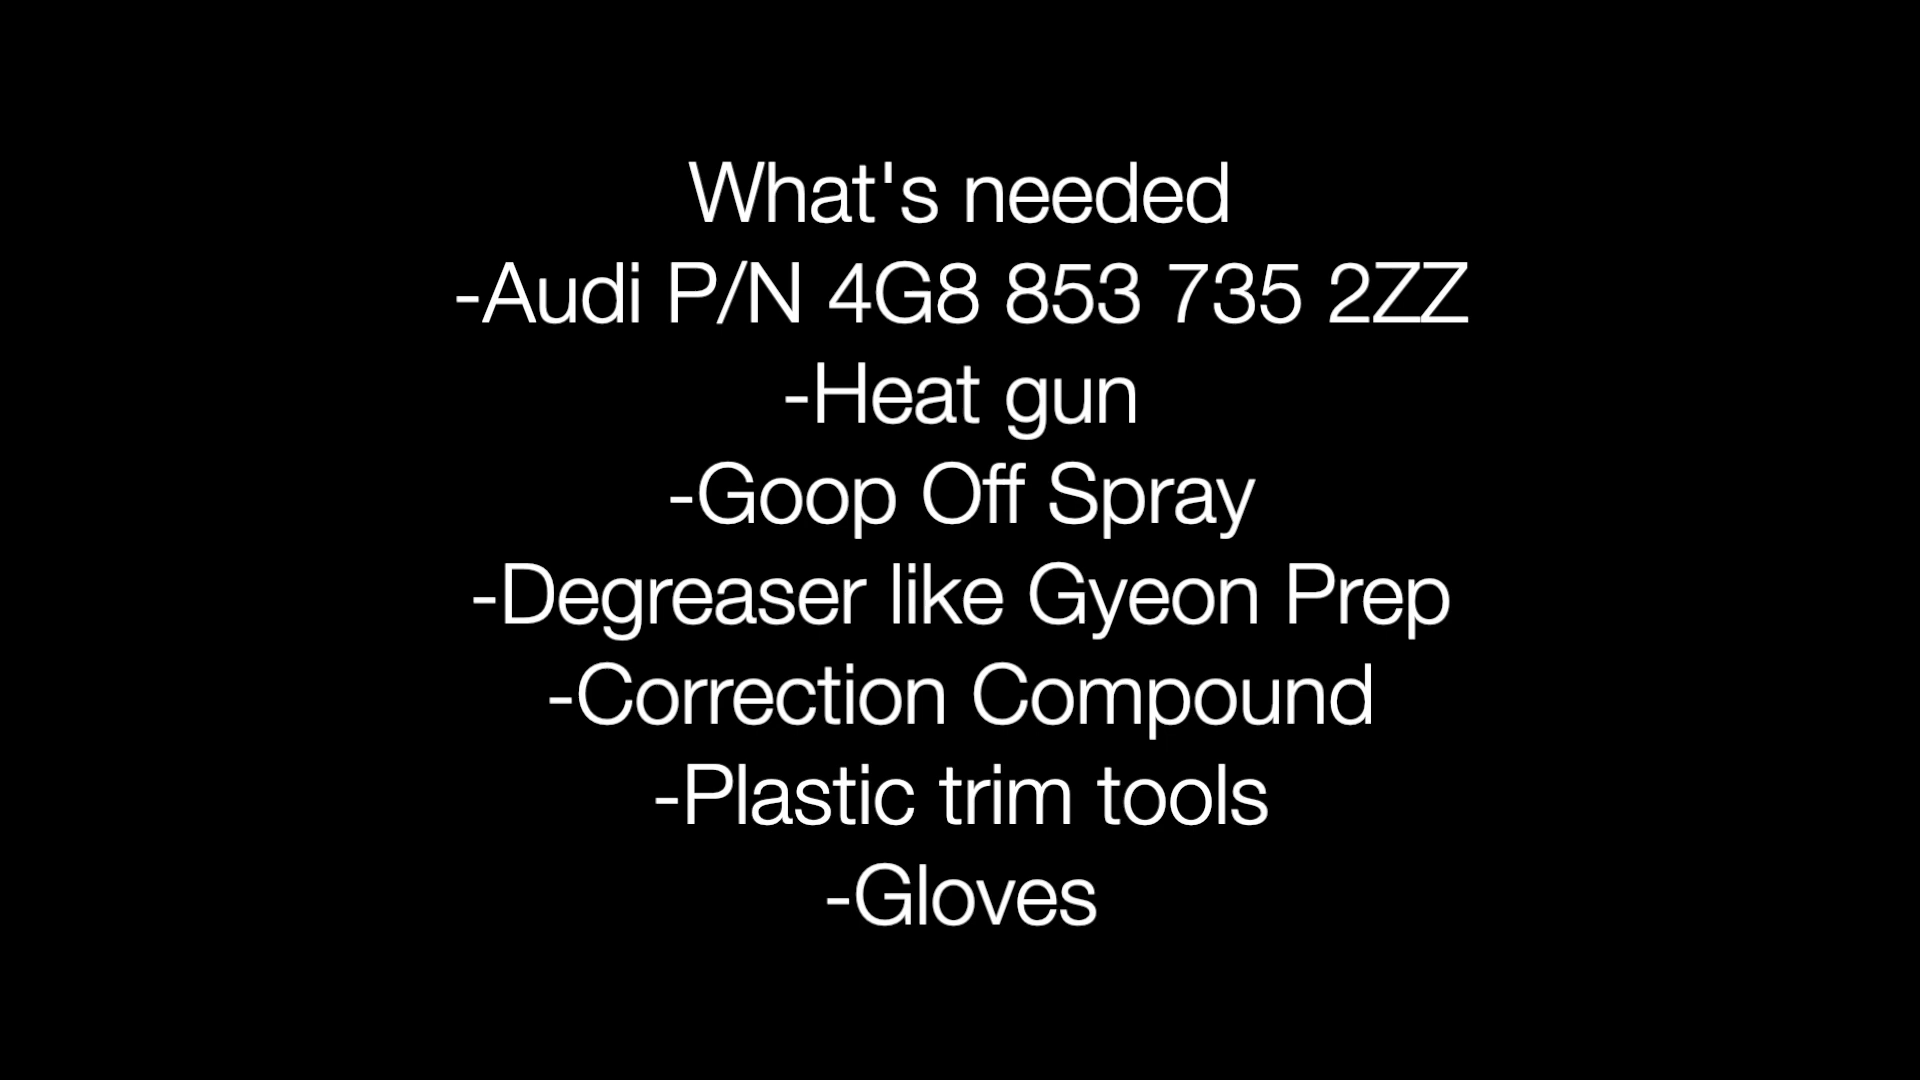 What's needed
-Audi P/N 4G8 853 735 2ZZ
-Heat gun
-Goop Off Spray
-Degreaser like Gyeon Prep
-Correction Compound
-Plastic trim tools
-Gloves